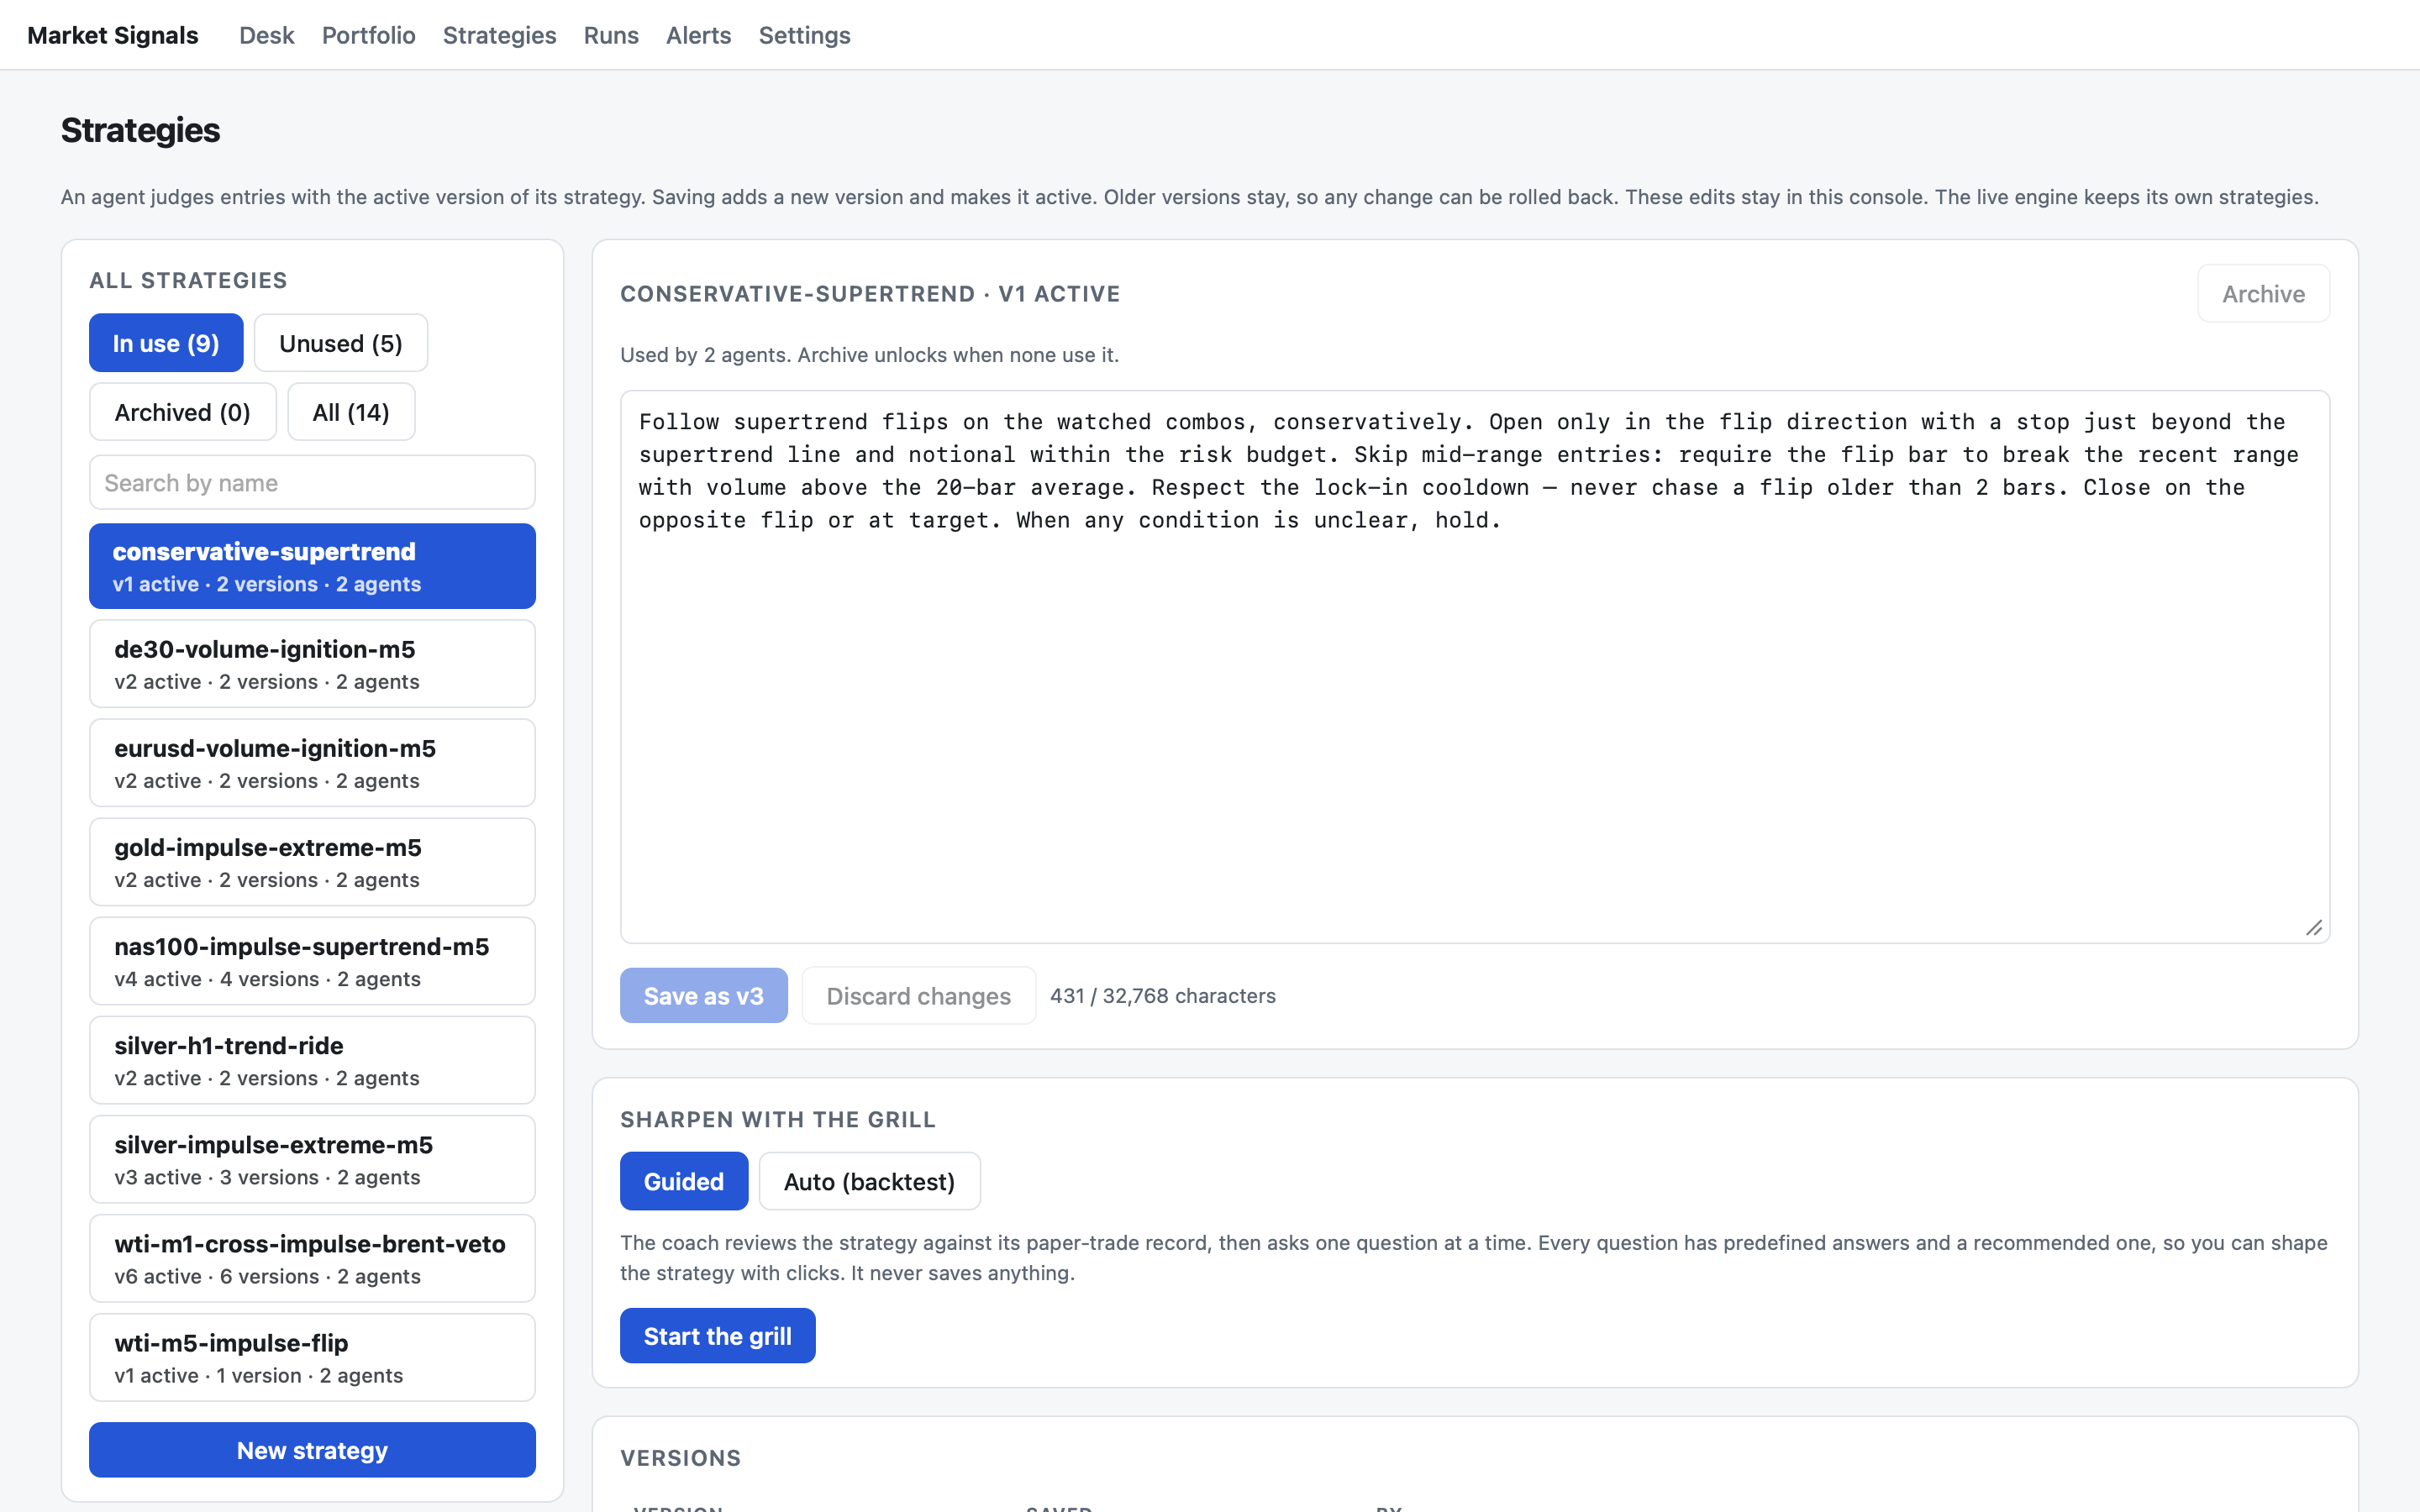 Market Signals Desk Portfolio Strategies Runs Alerts Settings
Strategies
An agent judges entries with the active version of its strategy. Saving adds a new version and makes it active. Older versions stay, so any change can be rolled back. These edits stay in this console. The live engine keeps its own strategies.
ALL STRATEGIES
In use (9) Unused (5)
Archived (0) All (14)
Search by name
conservative-supertrend
v1 active · 2 versions · 2 agents
de30-volume-ignition-m5
v2 active · 2 versions · 2 agents
eurusd-volume-ignition-m5
v2 active · 2 versions · 2 agents
gold-impulse-extreme-m5
v2 active · 2 versions · 2 agents
nas100-impulse-supertrend-m5
v4 active · 4 versions · 2 agents
silver-h1-trend-ride
v2 active · 2 versions · 2 agents
silver-impulse-extreme-m5
v3 active · 3 versions · 2 agents
wti-m1-cross-impulse-brent-veto
v6 active · 6 versions · 2 agents
wti-m5-impulse-flip
v1 active · 1 version · 2 agents
New strategy
CONSERVATIVE-SUPERTREND · V1 ACTIVE
Archive
Used by 2 agents. Archive unlocks when none use it.
Follow supertrend flips on the watched combos, conservatively. Open only in the flip direction with a stop just beyond the
supertrend line and notional within the risk budget. Skip mid-range entries: require the flip bar to break the recent range
with volume above the 20-bar average. Respect the lock-in cooldown — never chase a flip older than 2 bars. Close on the
opposite flip or at target. When any condition is unclear, hold.
Save as v3 Discard changes 431 / 32,768 characters
SHARPEN WITH THE GRILL
Guided Auto (backtest)
The coach reviews the strategy against its paper-trade record, then asks one question at a time. Every question has predefined answers and a recommended one, so you can shape
the strategy with clicks. It never saves anything.
Start the grill
VERSIONS
VERSION SAVED BY